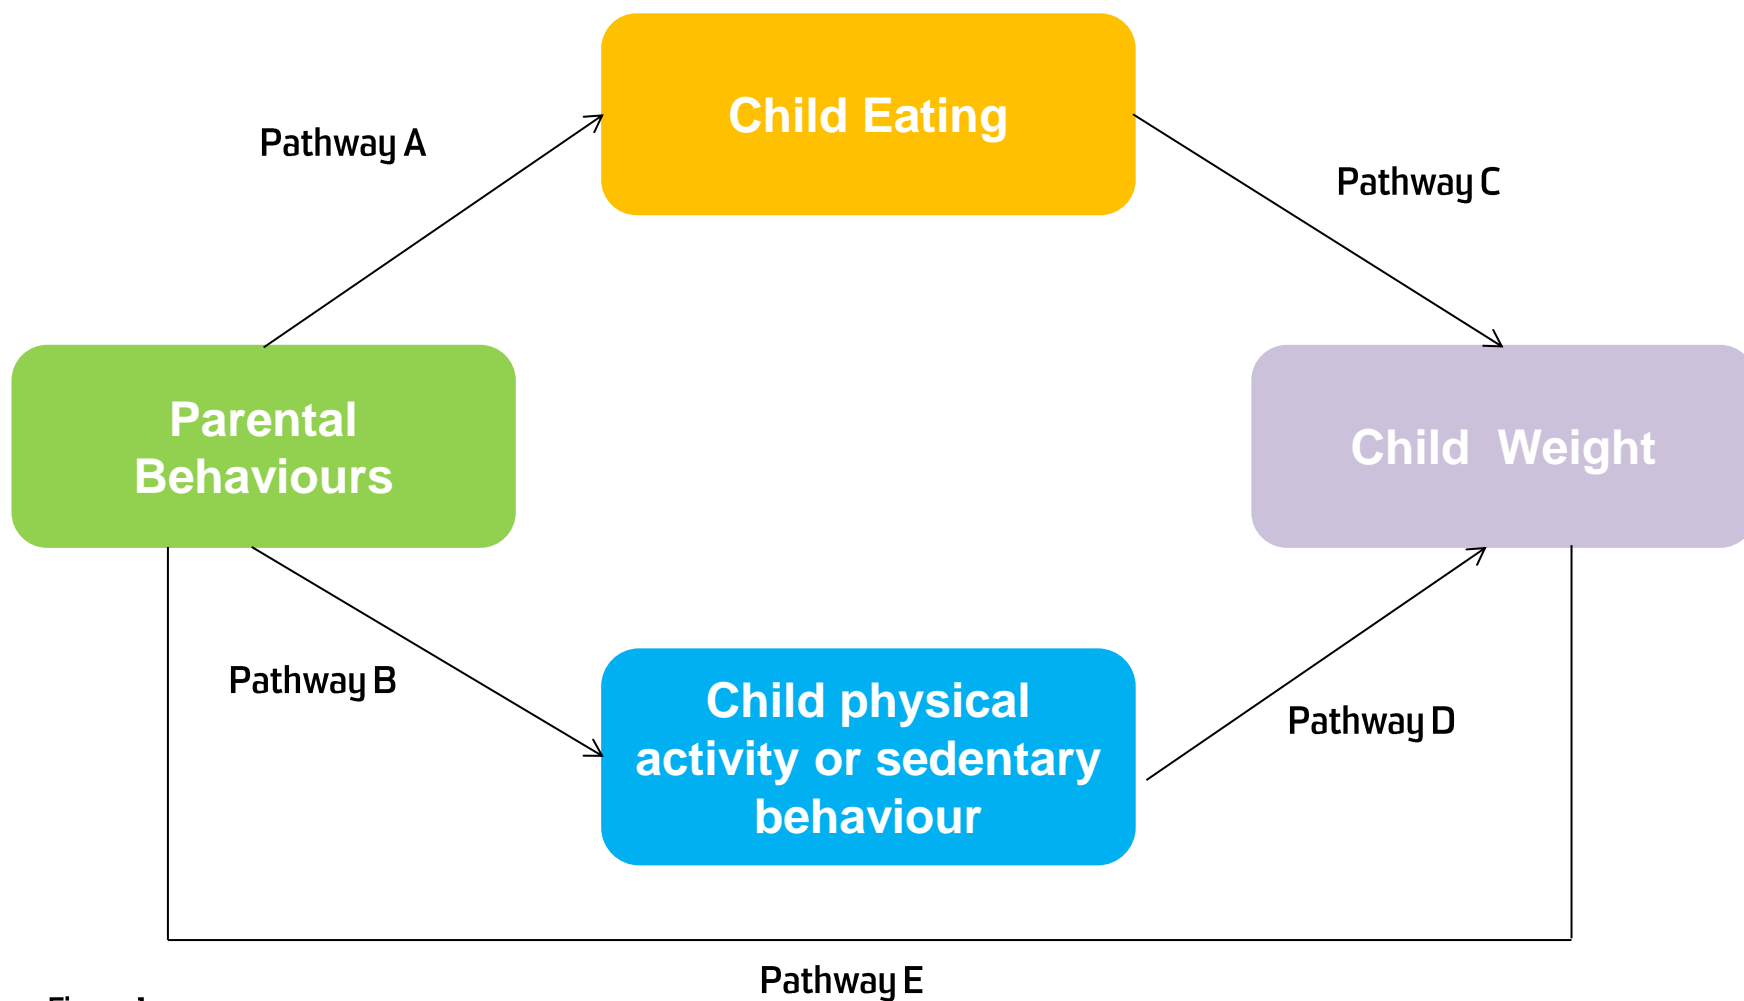 Child Eating
Pathway A
Pathway C
Parental
Behaviours
Child  Weight
Pathway B
Child physical
activity or sedentary
behaviour
Pathway D
Pathway E